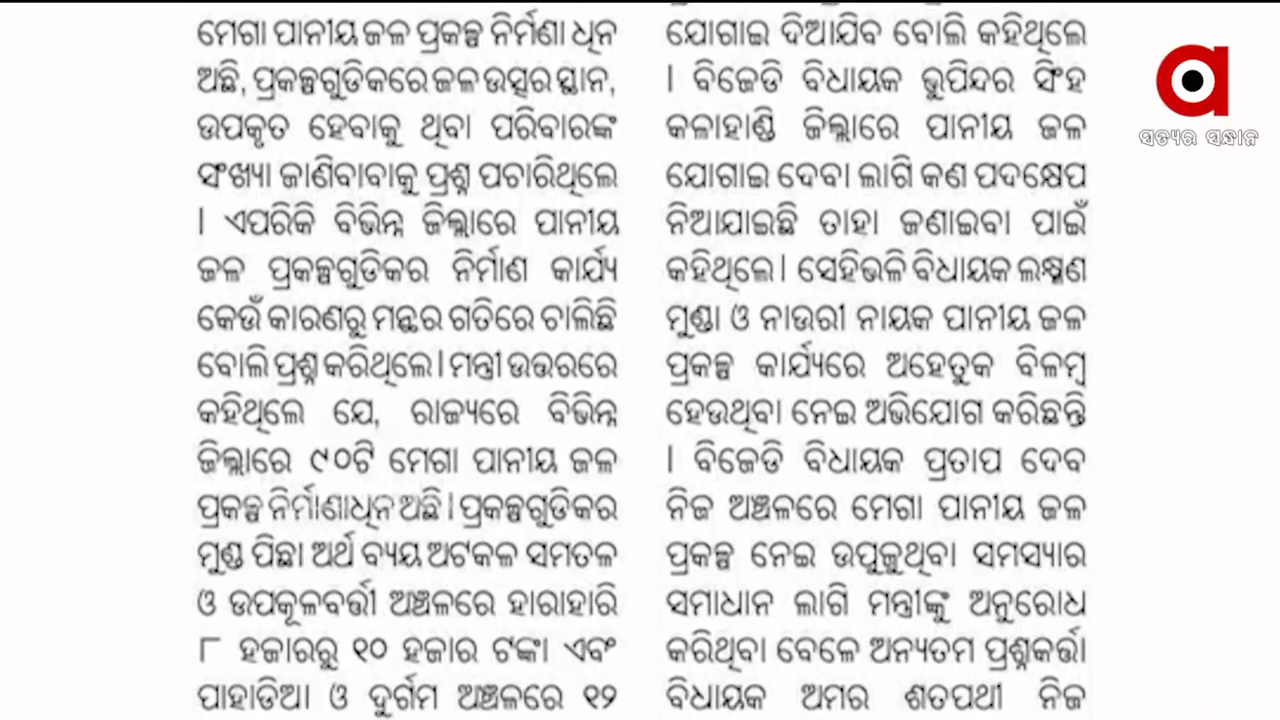 ମେଗା ପାନୀୟ ଜଳ ପ୍ରକଳ୍ପ ନିର୍ମଣା ଧିନ
ଅଛି, ପ୍ରକଳ୍ପଗୁଡିକରେ ଜଳ ଉତ୍ସର ସ୍ଥାନ,
ଉପକୃତ ହେବାକୁ ଥିବା ପରିବାରଙ୍କ
ସଂଖ୍ୟା ଜାଣିବାବାକୁ ପ୍ରଶ୍ନ ପଚାରିଥିଲେ
। ଏପରିକି ବିଭିନ୍ନ ଜିଲ୍ଲାରେ ପାନୀୟ
ଜଳ ପ୍ରକଳ୍ପଗୁଡିକର ନିର୍ମାଣ କାର୍ଯ୍ୟ
କେଉଁ କାରଣରୁ ମନ୍ଥର ଗତିରେ ଚାଲିଛି
ବୋଲି ପ୍ରଶ୍ନ କରିଥିଲେ । ମନ୍ତ୍ରୀ ଉତ୍ତରରେ
କହିଥିଲେ ଯେ, ରାଜ୍ୟରେ ବିଭିନ୍ନ
ଜିଲ୍ଲାରେ ୯୦ଟି ମେଗା ପାନୀୟ ଜଳ
ପ୍ରକଳ୍ପ ନିର୍ମାଣାଧିନ ଅଛି । ପ୍ରକଳ୍ପଗୁଡିକର
ମୁଣ୍ଡ ପିଛା ଅର୍ଥ ବ୍ୟୟ ଅଟକଳ ସମତଳ
ଓ ଉପକୂଳବର୍ତ୍ତୀ ଅଞ୍ଚଳରେ ହାରାହାରି
୮ ହଜାରରୁ ୧୦ ହଜାର ଟଙ୍କା ଏବଂ
ପାହାଡିଆ ଓ ଦୁର୍ଗମ ଅଞ୍ଚଳରେ ୧୨
ଯୋଗାଇ ଦିଆଯିବ ବୋଲି କହିଥିଲେ
। ବିଜେଡି ବିଧାୟକ ଭୁପିନ୍ଦର ସିଂହ
କଳାହାଣ୍ଡି ଜିଲ୍ଲାରେ ପାନୀୟ ଜଳ
ଯୋଗାଇ ଦେବା ଲାଗି କଣ ପଦକ୍ଷେପ
ନିଆଯାଇଛି ତାହା ଜଣାଇବା ପାଇଁ
କହିଥିଲେ । ସେହିଭଳି ବିଧାୟକ ଲକ୍ଷ୍ମଣ
ମୁଣ୍ଡା ଓ ନାଉରୀ ନାୟକ ପାନୀୟ ଜଳ
ପ୍ରକଳ୍ପ କାର୍ଯ୍ୟରେ ଅହେତୁକ ବିଳମ୍ବ
ହେଉଥିବା ନେଇ ଅଭିଯୋଗ କରିଛନ୍ତି
। ବିଜେଡି ବିଧାୟକ ପ୍ରତାପ ଦେବ
ନିଜ ଅଞ୍ଚଳରେ ମେଗା ପାନୀୟ ଜଳ
ପ୍ରକଳ୍ପ ନେଇ ଉପୁଜୁଥିବା ସମସ୍ୟାର
ସମାଧାନ ଲାଗି ମନ୍ତ୍ରୀଙ୍କୁ ଅନୁରୋଧ
କରିଥିବା ବେଳେ ଅନ୍ୟତମ ପ୍ରଶ୍ନକର୍ତ୍ତା
ବିଧାୟକ ଅମର ଶତପଥୀ ନିଜ
ସତ୍ୟର ସନ୍ଧାନ